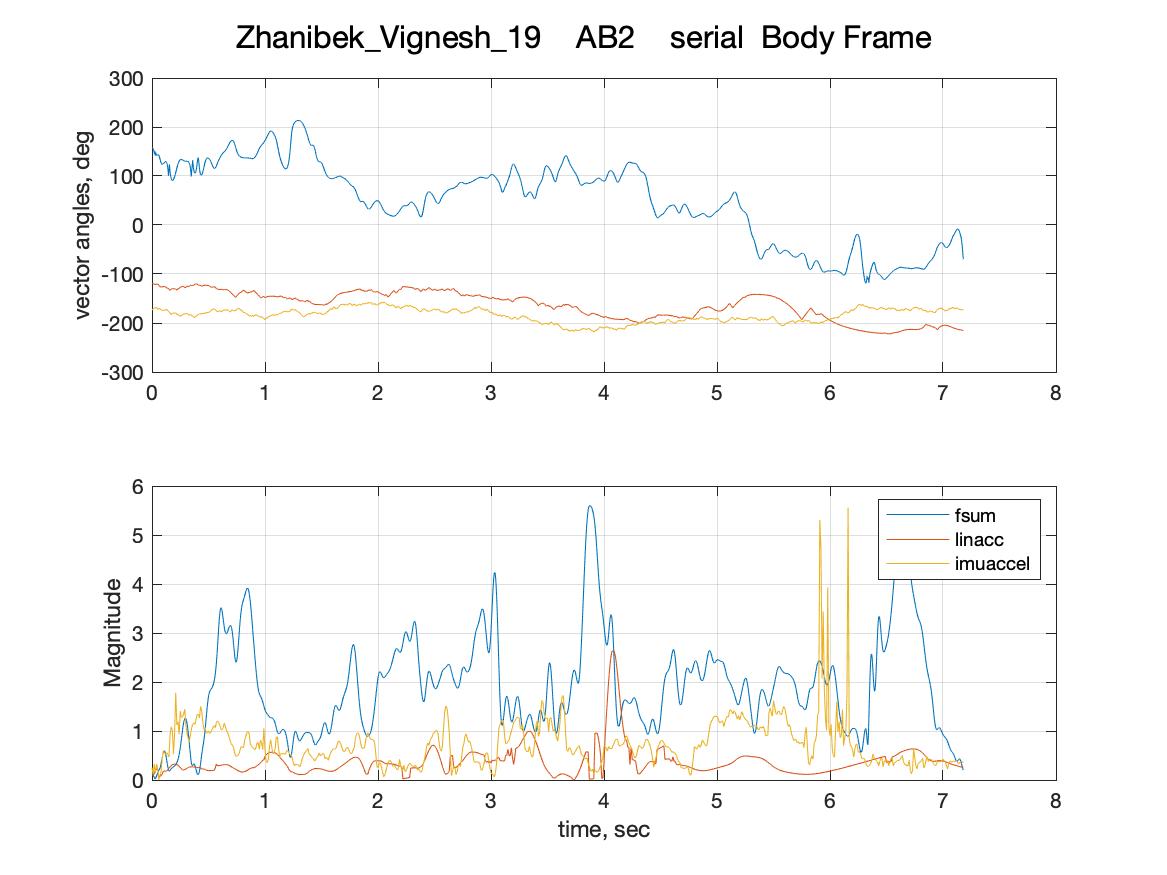 Zhanibek_Vignesh_19 AB2 serial Body Frame
300
200
100
0
-100
-200
-300
vector angles, deg
0 1 2 3 4 5 6 7 8
6
5
4
3
2
1
0
Magnitude
fsum
linacc
imuaccel
0 1 2 3 4 5 6 7 8
time, sec